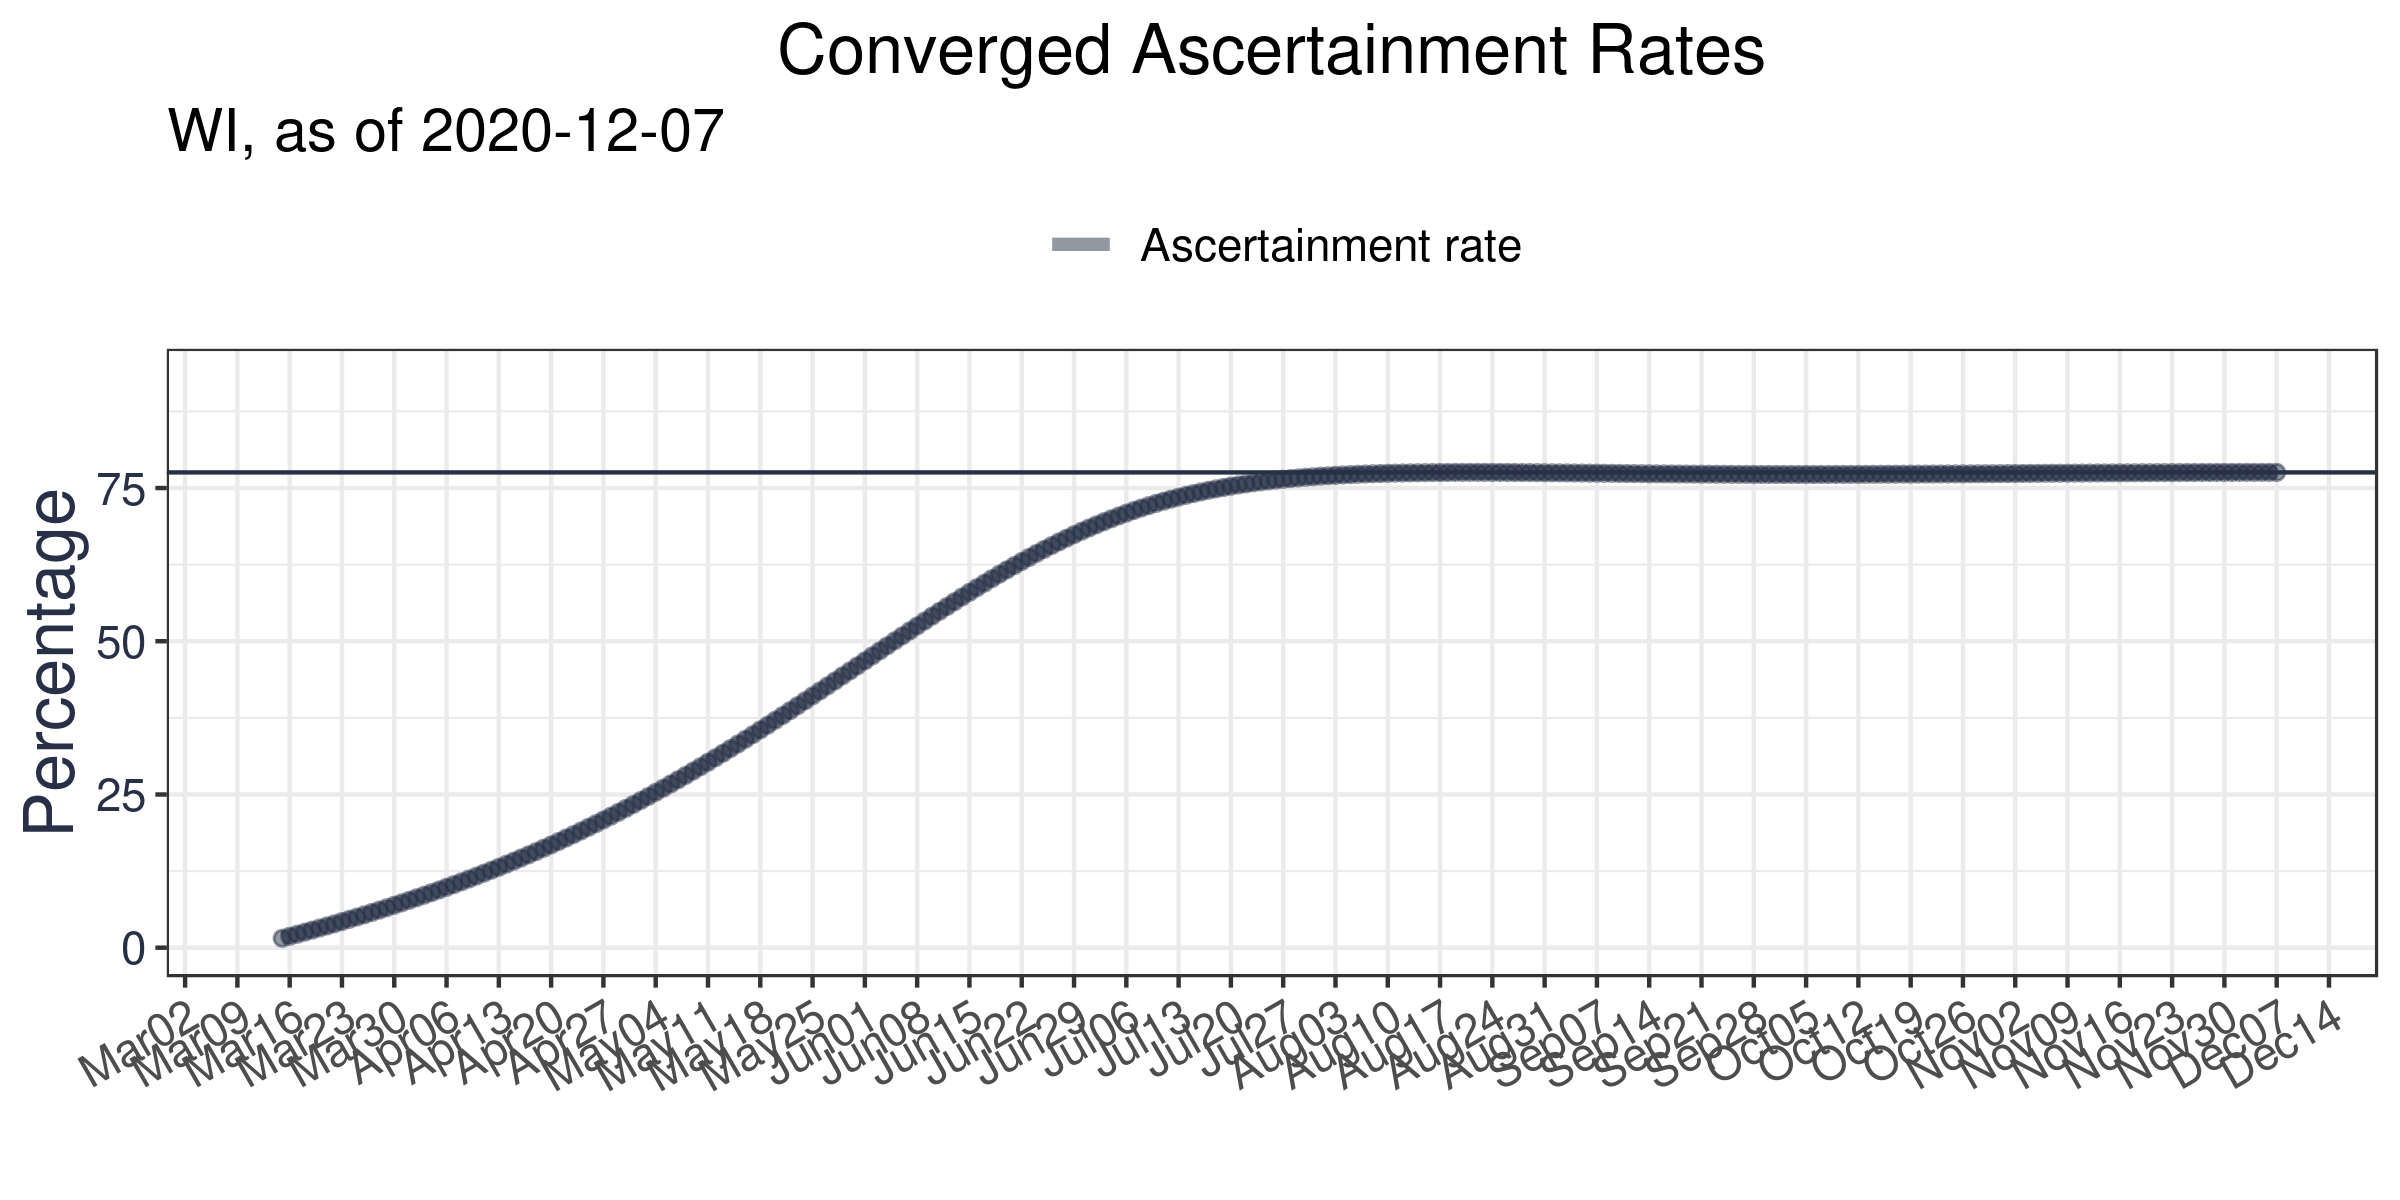 Converged Ascertainment Rates
WI, as of 2020-12-07
Ascertainment rate
Percentage
75
50
25
0
Mar02
Mar09
Mar16
Mar23
Mar30
Apr06
Apr13
Apr20
Apr27
May04
May11
May18
May25
Jun01
Jun08
Jun15
Jun22
Jun29
Jul06
Jul13
Jul20
Jul27
Aug03
Aug10
Aug17
Aug24
Aug31
Sep07
Sep14
Sep21
Sep28
Oct05
Oct12
Oct19
Oct26
Nov02
Nov09
Nov16
Nov23
Nov30
Dec07
Dec14